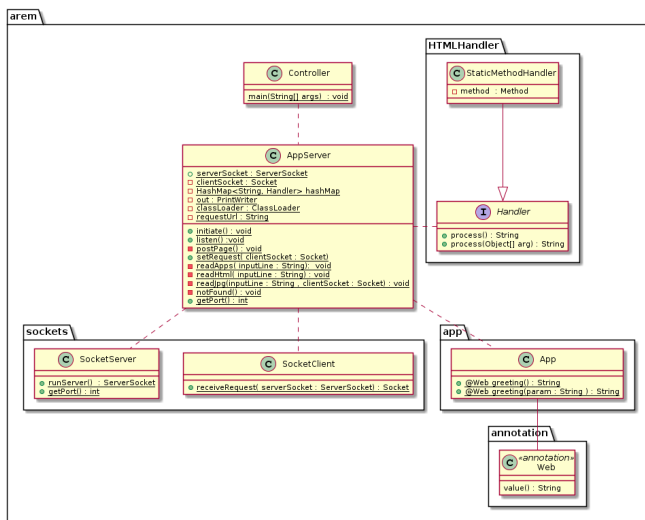 arem
HTMLHandler
C Controller
main(String[] args) : void
C StaticMethodHandler
method : Method
C AppServer
serverSocket : ServerSocket
clientSocket : Socket
HashMap<String, Handler> hashMap
out : PrintWriter
classLoader : ClassLoader
requestUrl : String
initiate() : void
listen() :void
postPage() : void
setRequest( clientSocket : Socket)
readApps( inputLine : String): void
readHtml( inputLine : String) : void
readJpg(inputLine : String , clientSocket : Socket) : void
notFound() : void
getPort() : int
I Handler
process() : String
process(Object[] arg) : String
sockets
C SocketServer
runServer() : ServerSocket
getPort() : int
C SocketClient
receiveRequest( serverSocket : ServerSocket) : Socket
app
C App
@Web greeting() : String
@Web greeting(param : String ) : String
annotation
C «annotation»
Web
value() : String